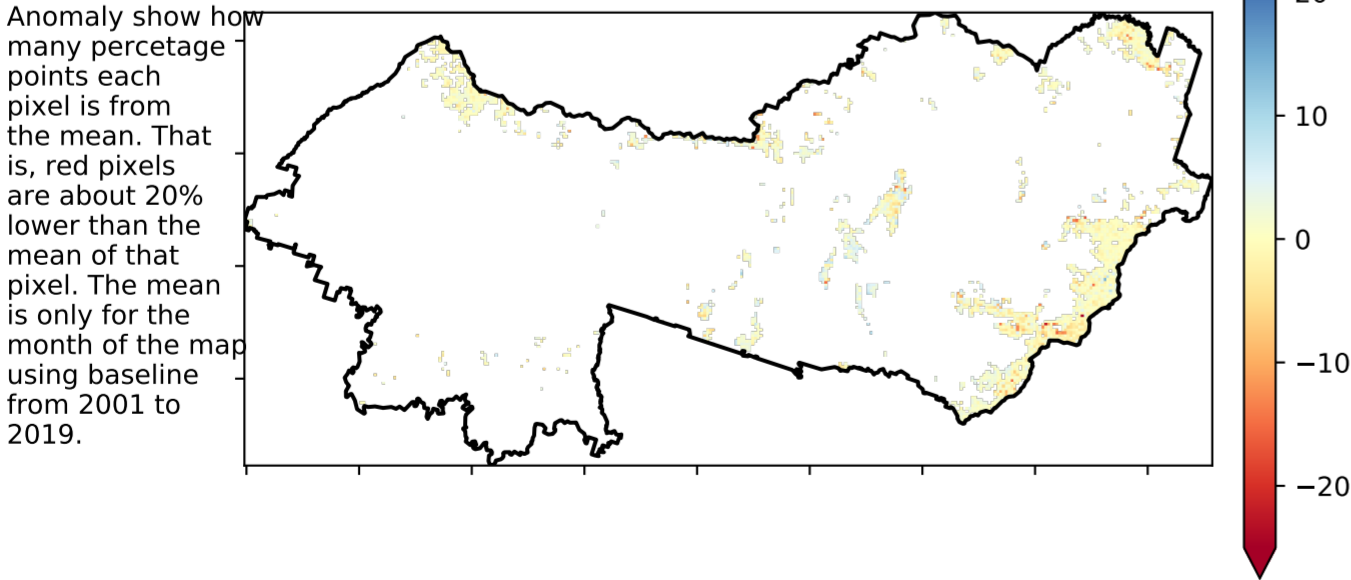 Anomaly show how
many percetage
points each
pixel is from
the mean. That
is, red pixels
are about 20%
lower than the
mean of that
pixel. The mean
is only for the
month of the map
using baseline
from 2001 to
2019.
10
0
−10
−20